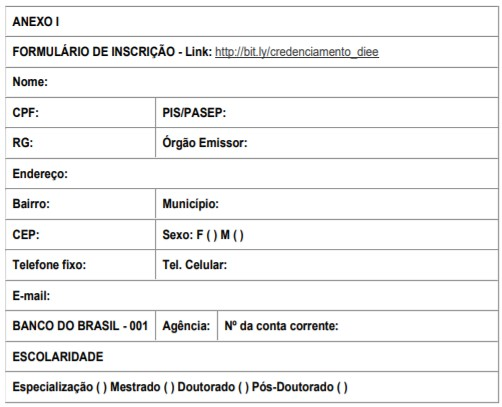 ANEXO I
FORMULÁRIO DE INSCRIÇÃO - Link: http://bit.ly/credenciamento_diee
Nome:
CPF: PIS/PASEP:
RG: Órgão Emissor:
Endereço:
Bairro: Município:
CEP: Sexo: F ( ) M ( )
Telefone fixo: Tel. Celular:
E-mail:
BANCO DO BRASIL - 001 Agência: Nº da conta corrente:
ESCOLARIDADE
Especialização ( ) Mestrado ( ) Doutorado ( ) Pós-Doutorado ( )